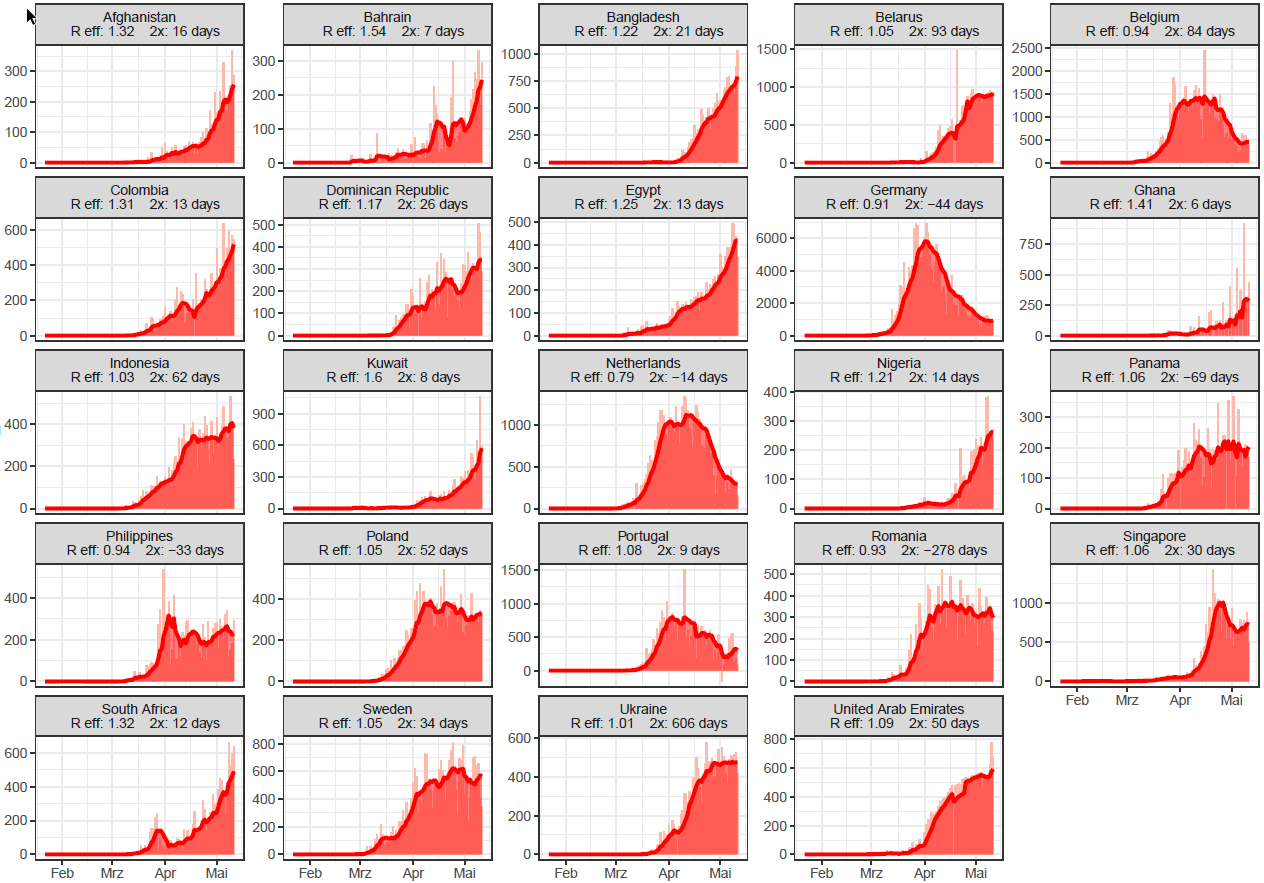 Afghanistan
R eff: 1.32 2x: 16 days
Bahrain
R eff: 1.54 2x: 7 days
Bangladesh
R eff: 1.22 2x: 21 days
Belarus
R eff: 1.05 2x: 93 days
Belgium
R eff: 0.94 2x: 84 days
300
200
100
0
300
200
100
0
1000
750
500
250
0
1500
1000
500
0
2500
2000
1500
1000
500
0
Colombia
R eff: 1.31 2x: 13 days
Dominican Republic
R eff: 1.17 2x: 26 days
Egypt
R eff: 1.25 2x: 13 days
Germany
R eff: 0.91 2x: −44 days
Ghana
R eff: 1.41 2x: 6 days
600
400
200
0
500
400
300
200
100
0
500
400
300
200
100
0
6000
4000
2000
0
750
500
250
0
Indonesia
R eff: 1.03 2x: 62 days
Kuwait
R eff: 1.6 2x: 8 days
Netherlands
R eff: 0.79 2x: −14 days
Nigeria
R eff: 1.21 2x: 14 days
Panama
R eff: 1.06 2x: −69 days
400
200
0
900
600
300
0
1000
500
0
400
300
200
100
0
300
200
100
0
Philippines
R eff: 0.94 2x: −33 days
Poland
R eff: 1.05 2x: 52 days
Portugal
R eff: 1.08 2x: 9 days
Romania
R eff: 0.93 2x: −278 days
Singapore
R eff: 1.06 2x: 30 days
400
200
0
400
200
0
1500
1000
500
0
500
400
300
200
100
0
1000
500
0
Feb Mrz Apr Mai
South Africa
R eff: 1.32 2x: 12 days
Sweden
R eff: 1.05 2x: 34 days
Ukraine
R eff: 1.01 2x: 606 days
United Arab Emirates
R eff: 1.09 2x: 50 days
600
400
200
0
800
600
400
200
0
600
400
200
0
800
600
400
200
0
Feb Mrz Apr Mai
Feb Mrz Apr Mai
Feb Mrz Apr Mai
Feb Mrz Apr Mai